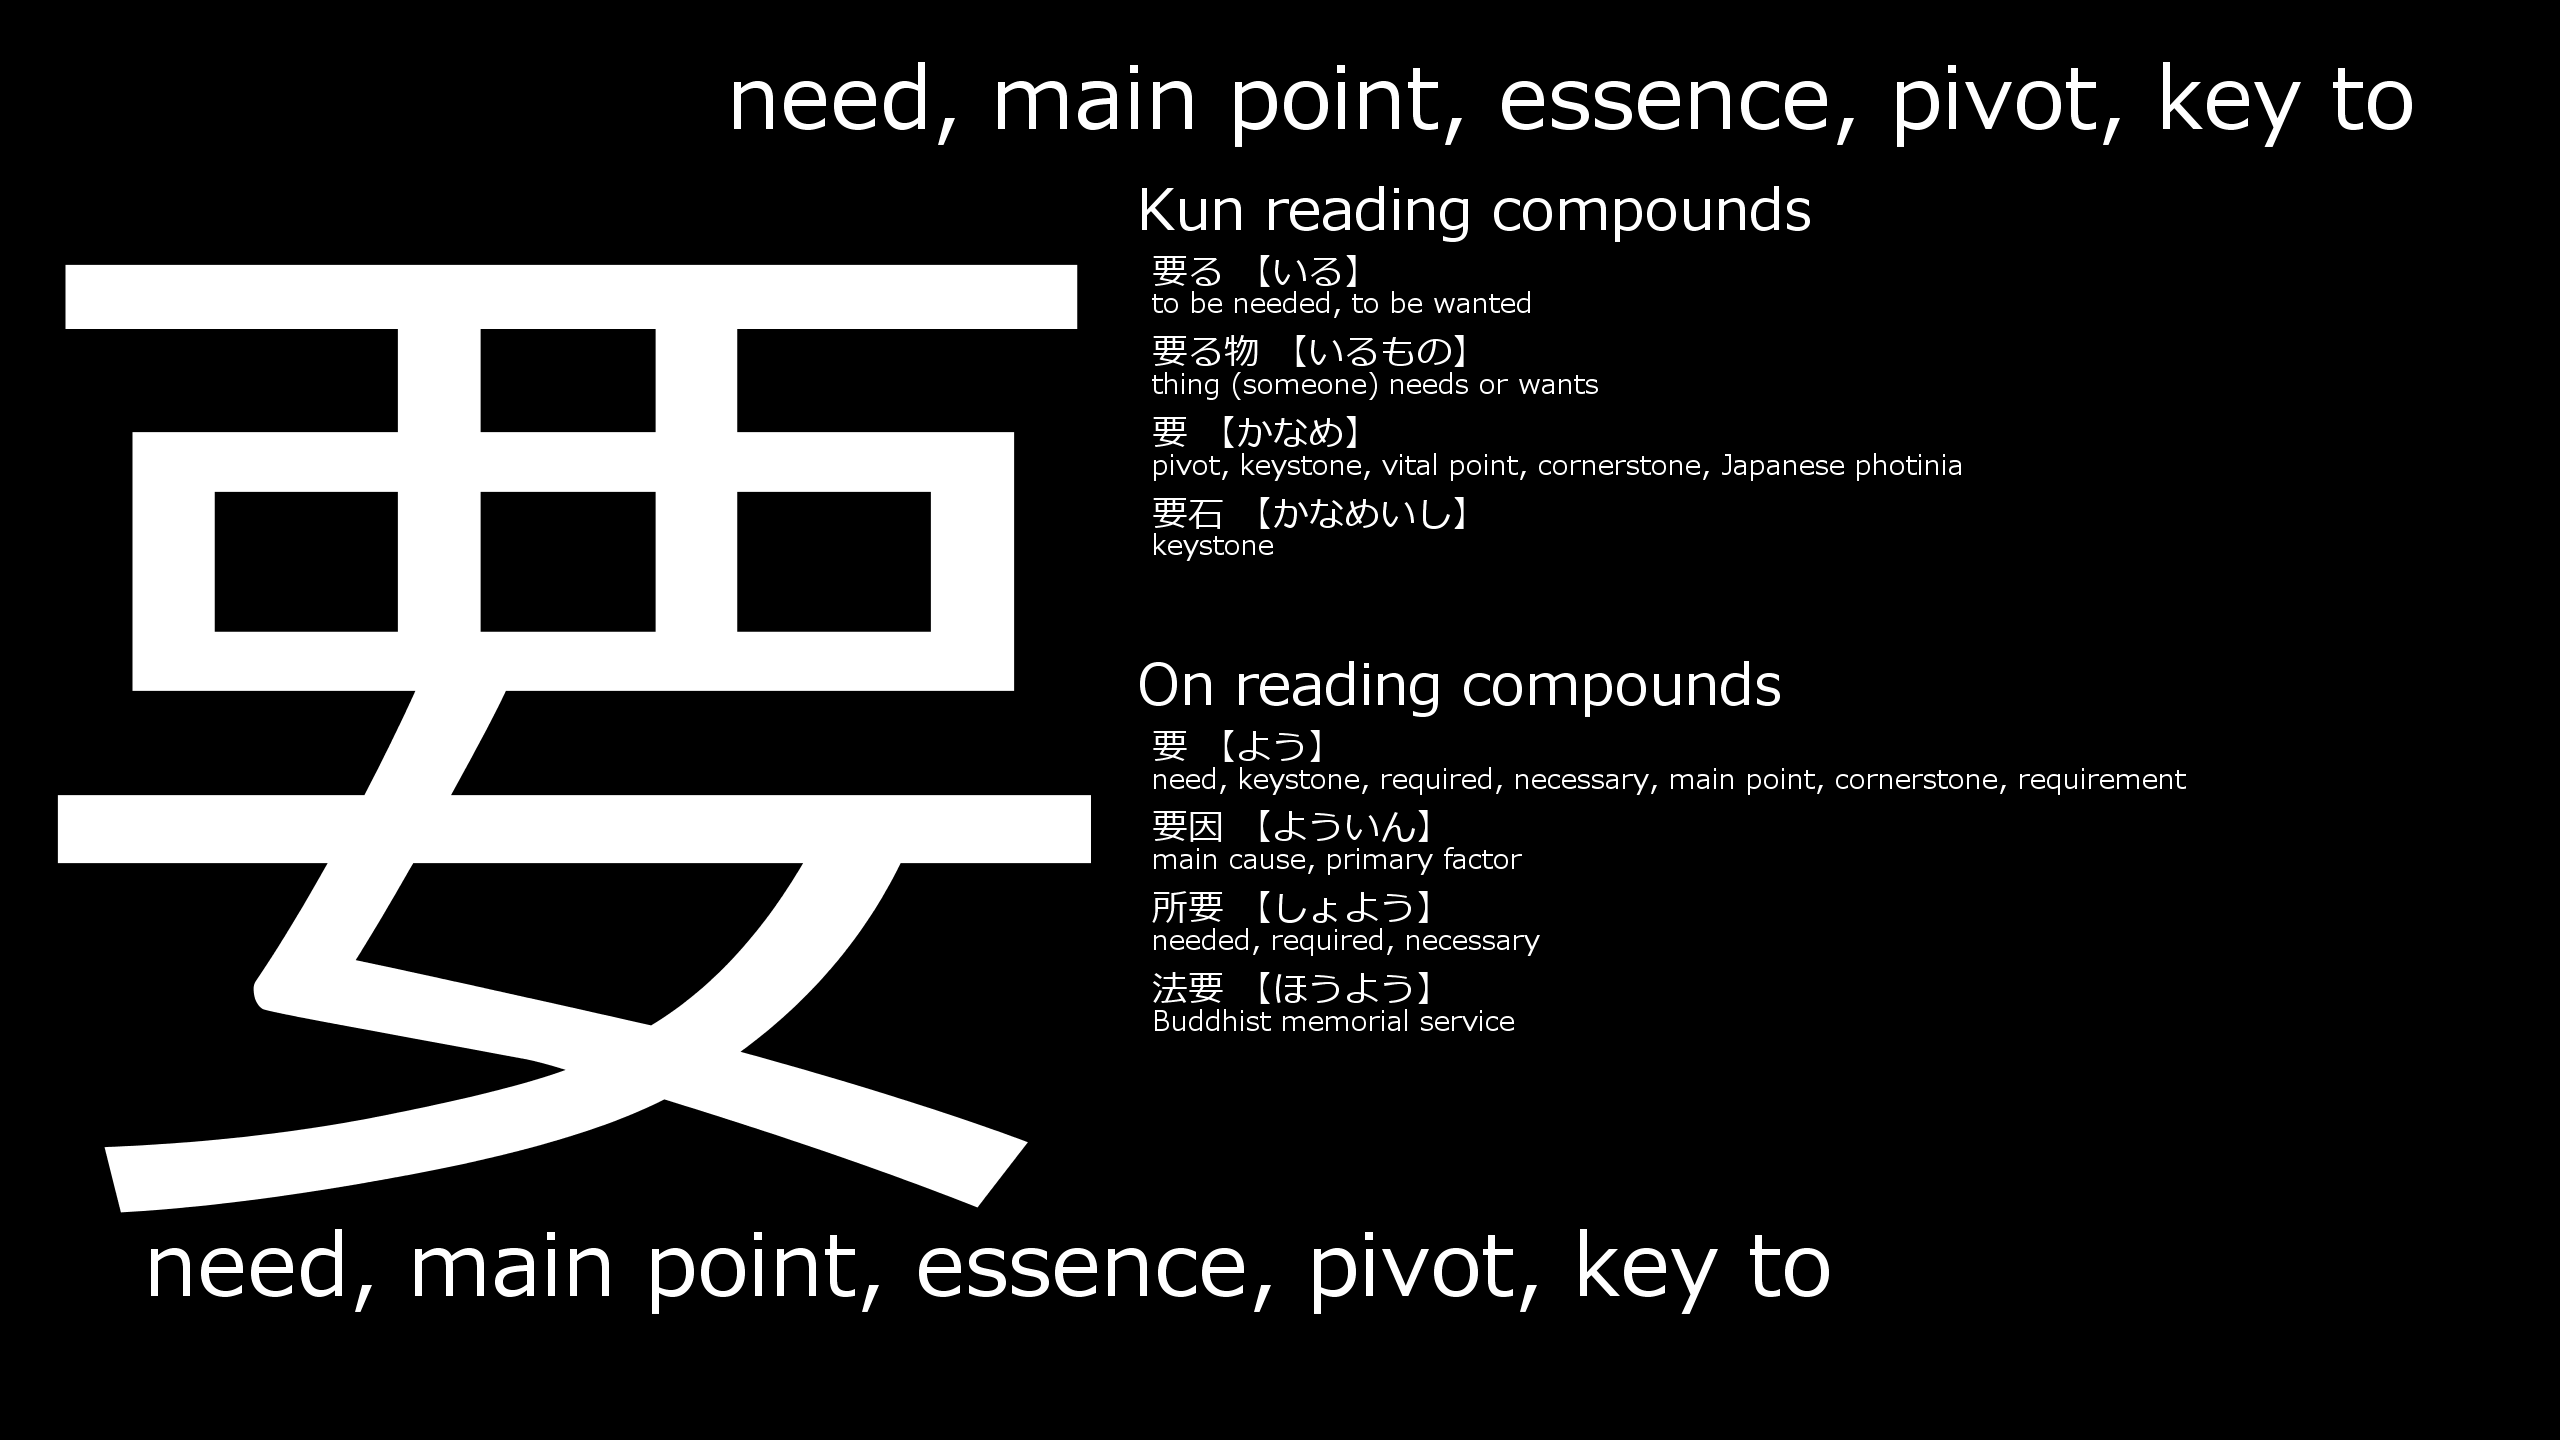 need, main point, essence, pivot, key to
要
Kun reading compounds
要る 【いる】
to be needed, to be wanted
要る物 【いるもの】
thing (someone) needs or wants
要 【かなめ】
pivot, keystone, vital point, cornerstone, Japanese photinia
要石 【かなめいし】
keystone
On reading compounds
要 【よう】
need, keystone, required, necessary, main point, cornerstone, requirement
要因 【よういん】
main cause, primary factor
所要 【しょよう】
needed, required, necessary
法要 【ほうよう】
Buddhist memorial service
need, main point, essence, pivot, key to